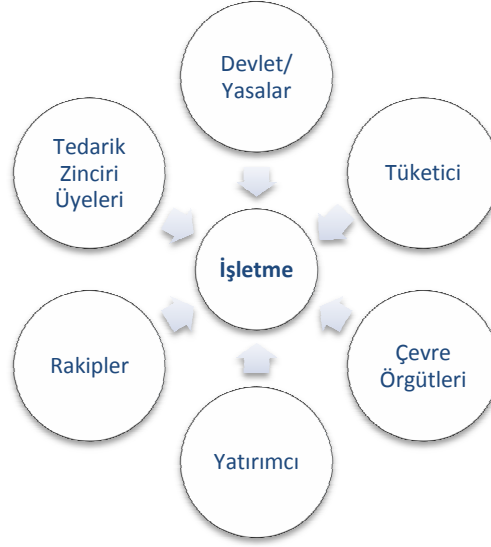 Devlet/
Yasalar
Tedarik
Zinciri
Üyeleri
Tüketici
İşletme
Rakipler
Çevre
Örgütleri
Yatırımcı